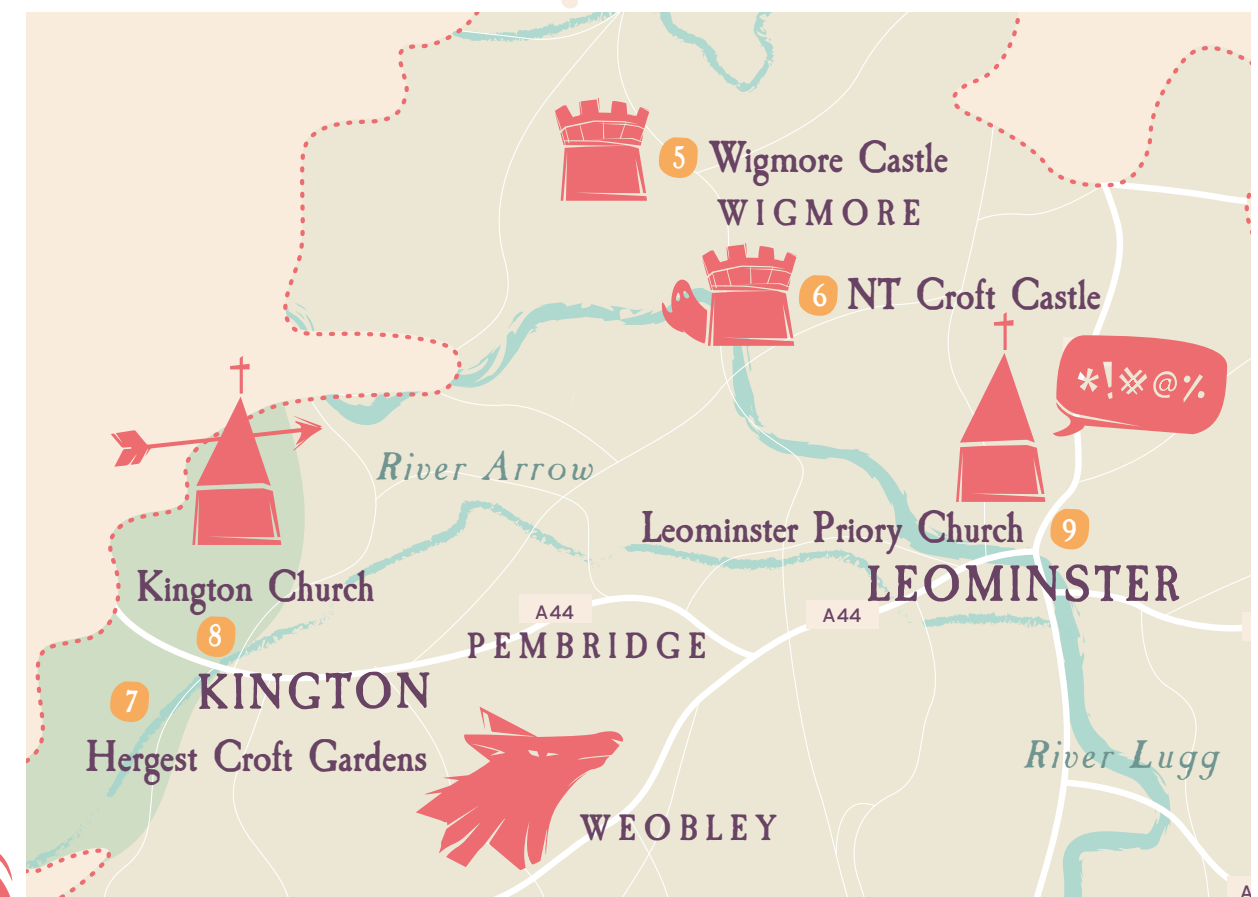 5 Wigmore Castle
WIGMORE
6 NT Croft Castle
*!※@%
River Arrow
Leominster Priory Church 9
LEOMINSTER
Kington Church
8
A44
A44
PEMBRIDGE
KINGTON
7
Hergest Croft Gardens
River Lugg
WEOBLEY
A